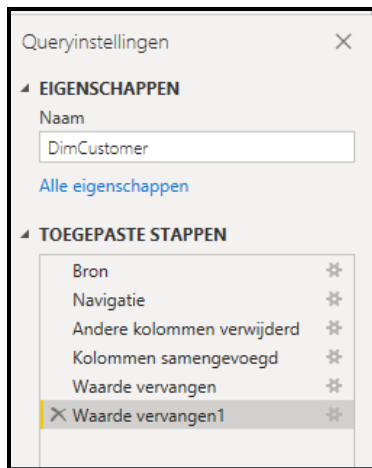 Queryinstellingen
EIGENSCHAPPEN
Naam
DimCustomer
Alle eigenschappen
TOEGEPASTE STAPPEN
Bron
Navigatie
Andere kolommen verwijderd
Kolommen samengevoegd
Waarde vervangen
Waarde vervangen1